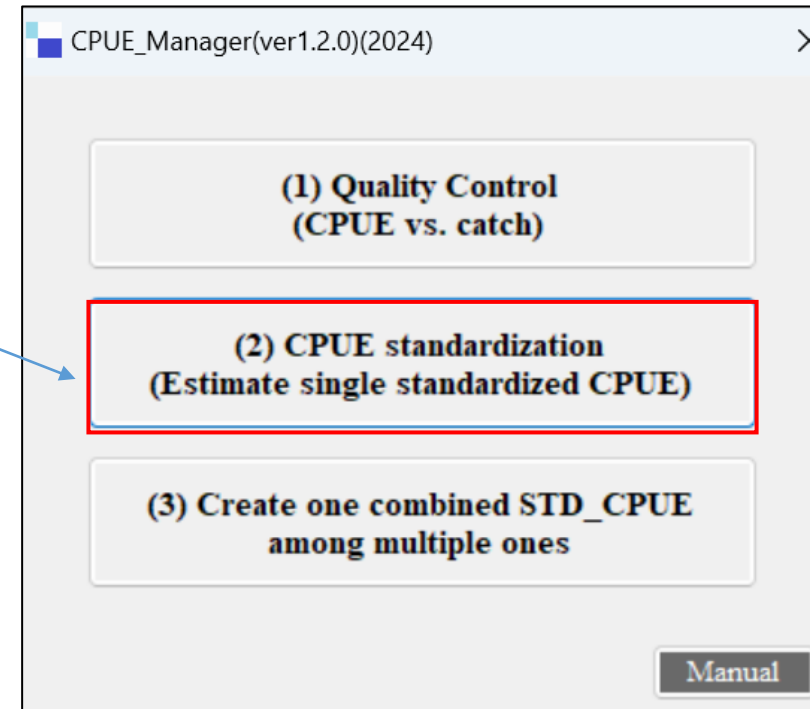 CPUE_Manager(ver1.2.0)(2024)
(1) Quality Control
(CPUE vs. catch)
(2) CPUE standardization
(Estimate single standardized CPUE)
(3) Create one combined STD_CPUE
among multiple ones
Manual